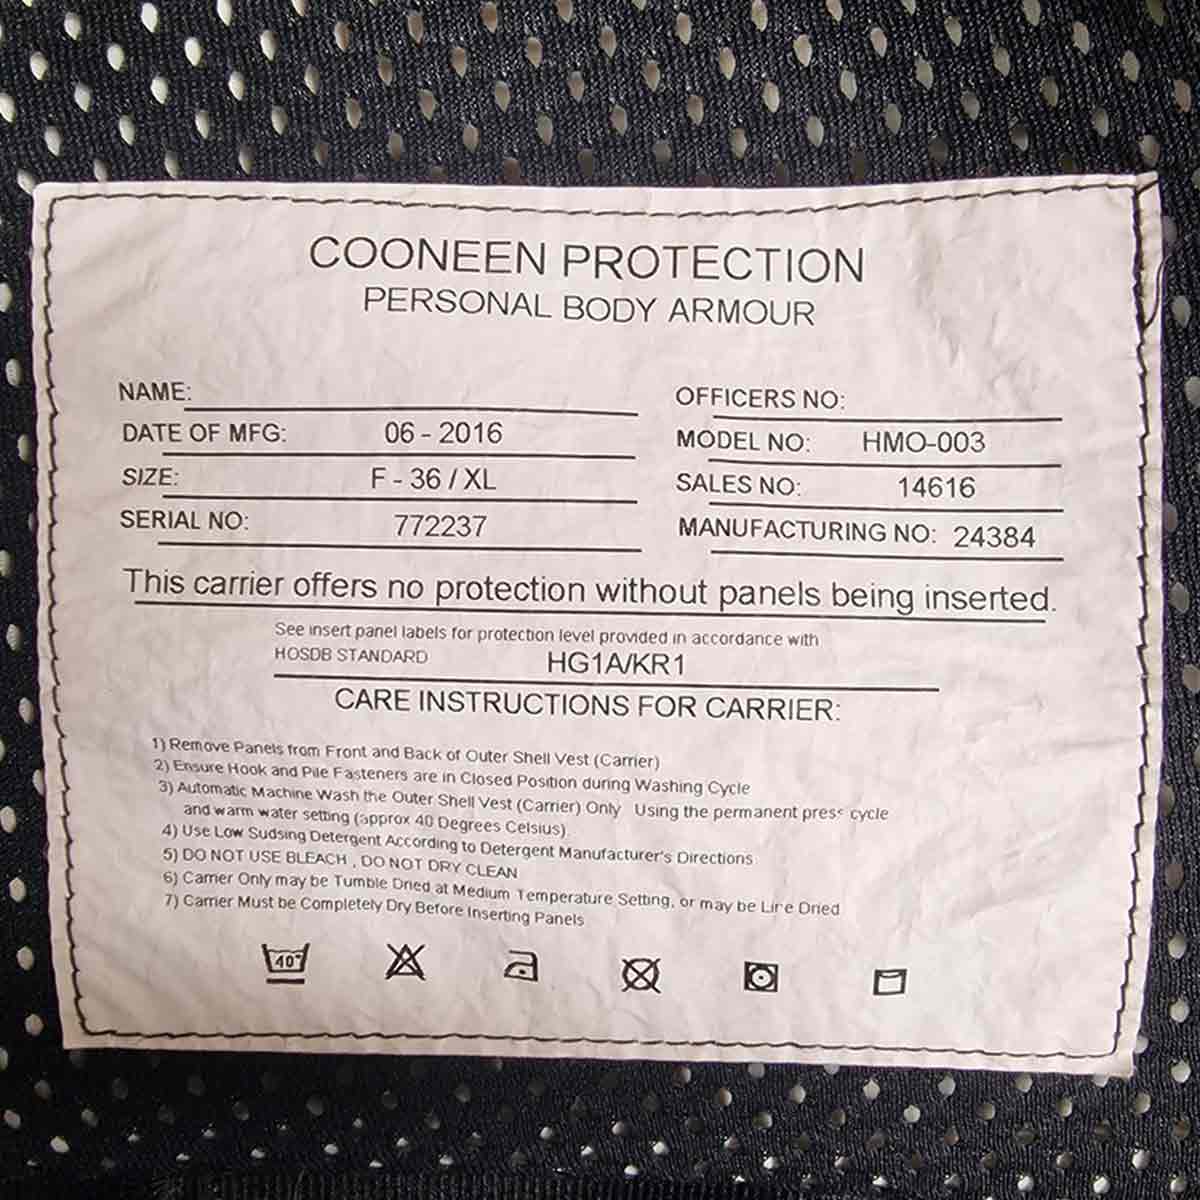 COONEEN PROTECTION
PERSONAL BODY ARMOUR
NAME:
OFFICERS NO:
DATE OF MFG: 06 - 2016
MODEL NO: HMO-003
SIZE: F - 36 / XL
SALES NO: 14616
SERIAL NO: 772237
MANUFACTURING NO: 24384
This carrier offers no protection without panels being inserted.
See insert panel labels for protection level provided in accordance with
HOSDB STANDARD HG1A/KR1
CARE INSTRUCTIONS FOR CARRIER:
1) Remove Panels from Front and Back of Outer Shell Vest (Carrier)
2) Ensure Hook and Pile Fasteners are in Closed Position during Washing Cycle
3) Automatic Machine Wash the Outer Shell Vest (Carrier) Only Using the permanent press cycle
and warm water setting (approx 40 Degrees Celsius).
4) Use Low Sudsing Detergent According to Detergent Manufacturer's Directions
5) DO NOT USE BLEACH , DO NOT DRY CLEAN
6) Carrier Only may be Tumble Dried at Medium Temperature Setting, or may be Line Dried
7) Carrier Must be Completely Dry Before Inserting Panels
40°